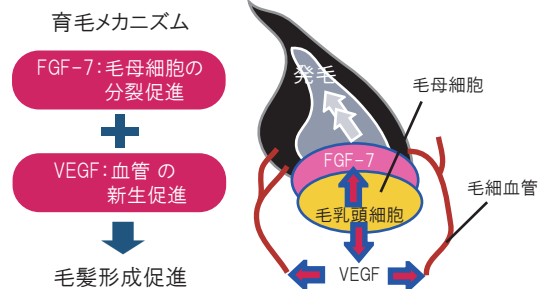 育毛メカニズム
FGF-7：毛母細胞の
分裂促進
VEGF：血管 の
新生促進
毛髪形成促進
発毛
毛母細胞
FGF-7
毛乳頭細胞
毛細血管
VEGF